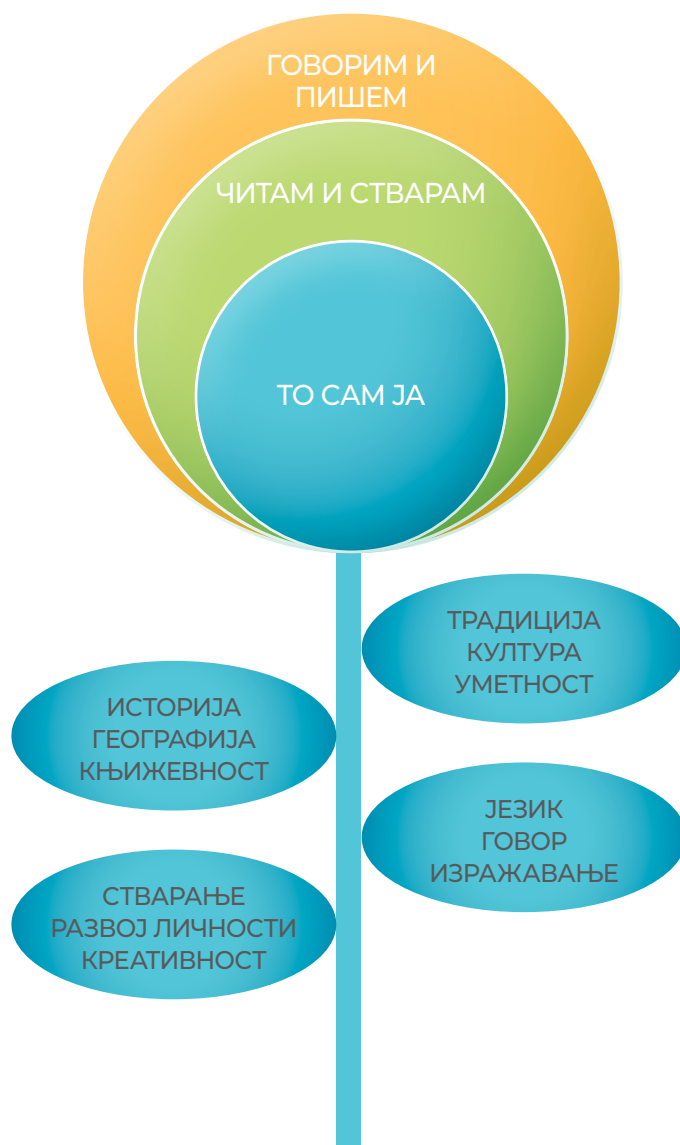 ГОВОРИМ И
ПИШЕМ
ЧИТАМ И СТВАРАМ
ТО САМ ЈА
ТРАДИЦИЈА
КУЛТУРА
УМЕТНОСТ
ИСТОРИЈА
ГЕОГРАФИЈА
КЊИЖЕВНОСТ
ЈЕЗИК
ГОВОР
ИЗРАЖАВАЊЕ
СТВАРАЊЕ
РАЗВОЈ ЛИЧНОСТИ
КРЕАТИВНОСТ